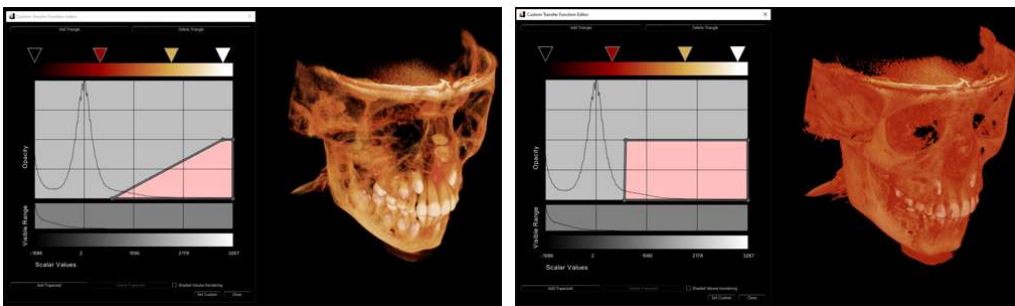 Custom Transfer Function Editor
Add Triangle Delete Triangle
Opacity
Visible Range
-1086 2 1090 2178 3267
Scalar Values
Add Trapezoid Delete Trapezoid Shaded Volume Rendering
Set Custom Close
Custom Transfer Function Editor
Add Triangle Delete Triangle
Opacity
Visible Range
-1086 2 1090 2178 3267
Scalar Values
Add Trapezoid Delete Trapezoid Shaded Volume Rendering
Set Custom Close